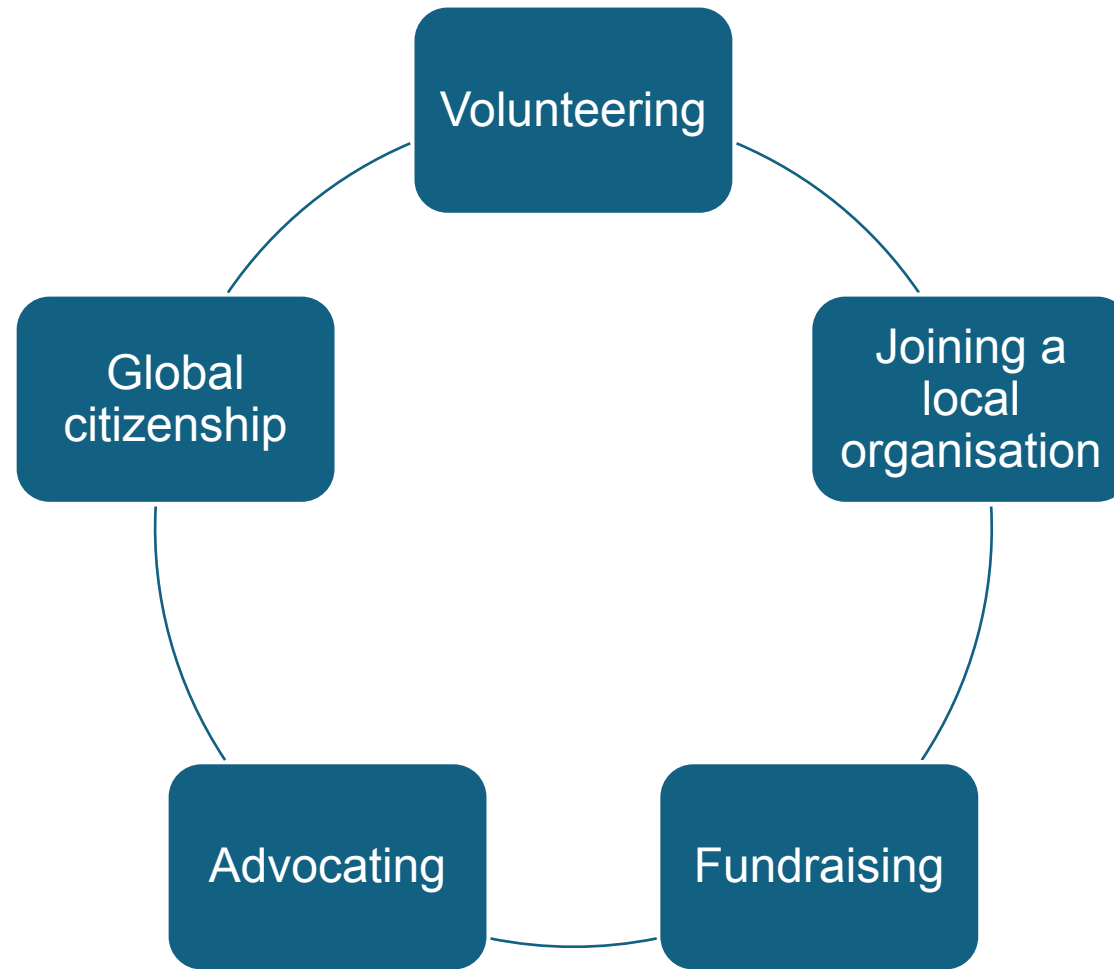 Volunteering
Joining a
local
organisation
Fundraising
Advocating
Global
citizenship